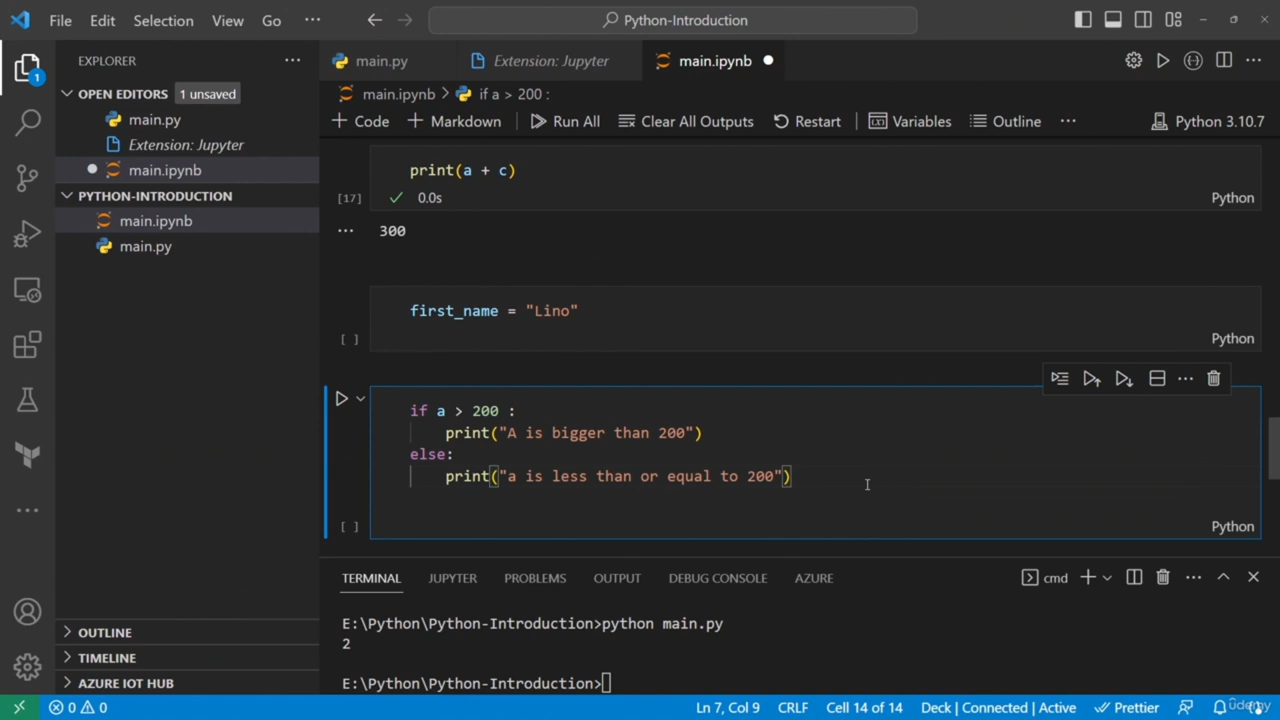 File Edit Selection View Go ··· Python-Introduction
EXPLORER ···
main.py
Extension: Jupyter
main.ipynb
OPEN EDITORS 1 unsaved
main.py
Extension: Jupyter
main.ipynb
PYTHON-INTRODUCTION
main.ipynb
main.py
OUTLINE
TIMELINE
AZURE IOT HUB
1
main.ipynb > if a > 200 :
+ Code + Markdown Run All Clear All Outputs Restart Variables Outline ··· Python 3.10.7
print(a + c)
[17] ✓ 0.0s Python
··· 300
first_name = "Lino"
[ ] Python
if a > 200 :
print("A is bigger than 200")
else:
print("a is less than or equal to 200")
[ ] Python
TERMINAL JUPYTER PROBLEMS OUTPUT DEBUG CONSOLE AZURE cmd
E:\Python\Python-Introduction>python main.py
2
E:\Python\Python-Introduction>
0 0 Ln 7, Col 9 CRLF Cell 14 of 14 Deck | Connected | Active Prettier
udemy